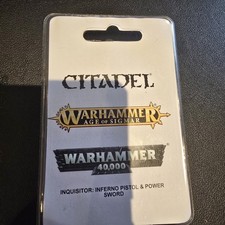 CITADEL
WARHAMMER
AGE OF SIGMAR
WARHAMMER
40,000
INQUISITOR: INFERNO PISTOL & POWER
SWORD